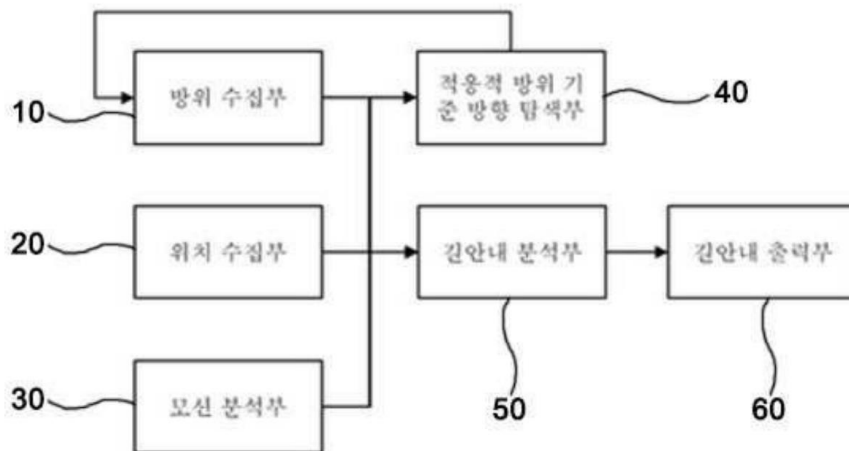 방위 수집부
10
적응적 방위 기
준 방향 탐색부
40
20
위치 수집부
길안내 분석부
길안내 출력부
30
모션 분석부
50
60